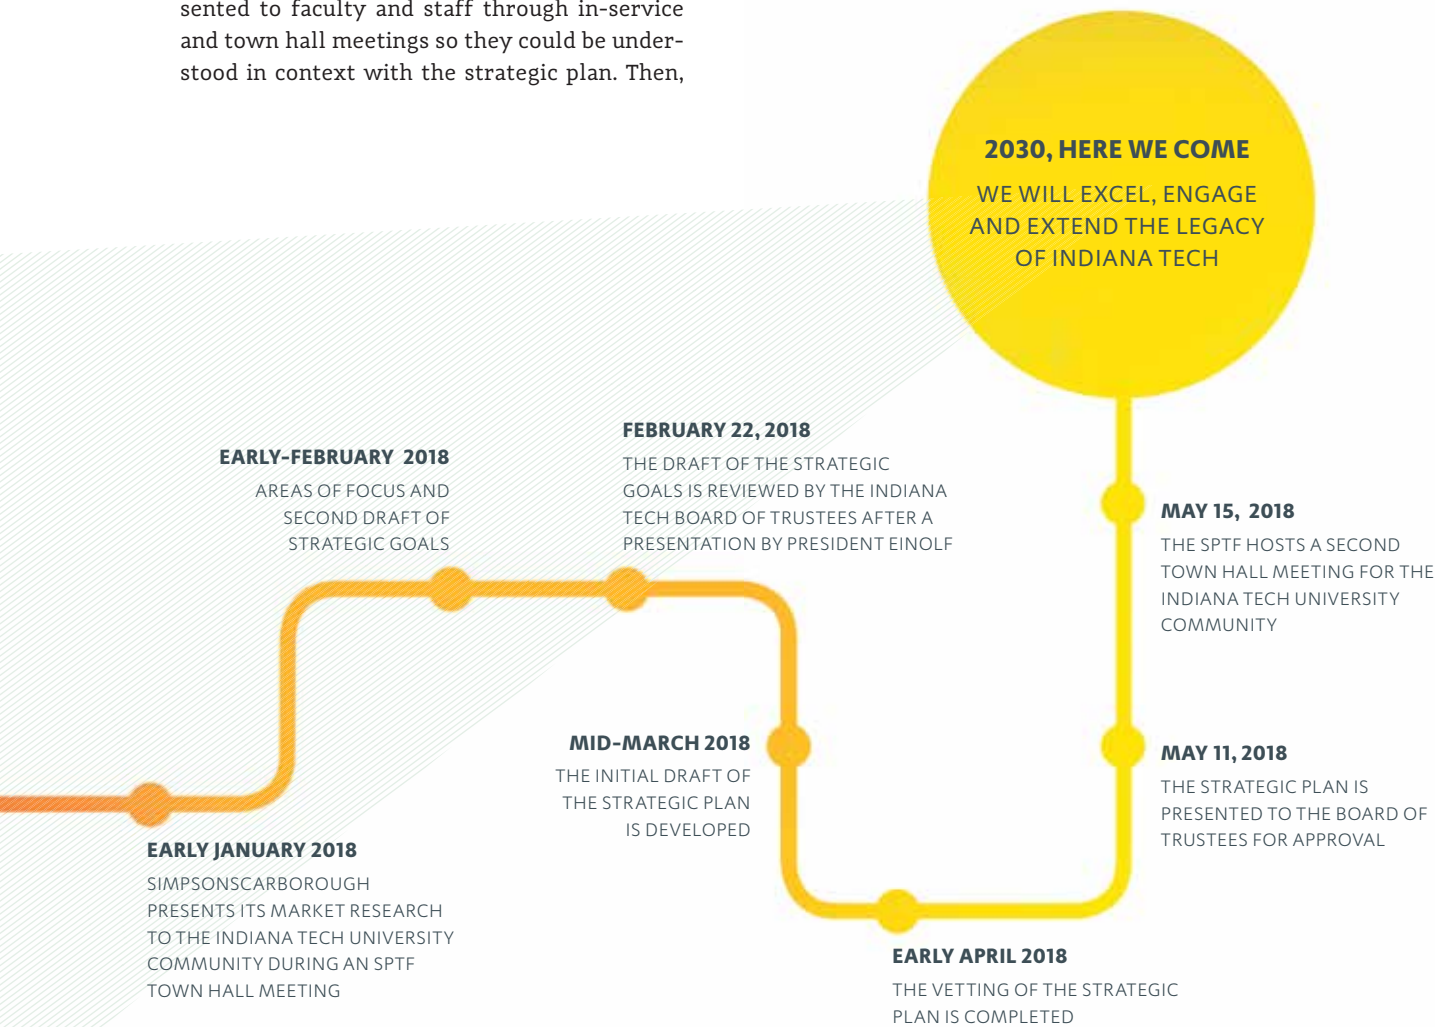 sented to faculty and staff through in-service
and town hall meetings so they could be under-
stood in context with the strategic plan. Then,
2030, HERE WE COME
WE WILL EXCEL, ENGAGE
AND EXTEND THE LEGACY
OF INDIANA TECH
EARLY-FEBRUARY 2018
AREAS OF FOCUS AND
SECOND DRAFT OF
STRATEGIC GOALS
FEBRUARY 22, 2018
THE DRAFT OF THE STRATEGIC
GOALS IS REVIEWED BY THE INDIANA
TECH BOARD OF TRUSTEES AFTER A
PRESENTATION BY PRESIDENT EINOLF
MAY 15, 2018
THE SPTF HOSTS A SECOND
TOWN HALL MEETING FOR THE
INDIANA TECH UNIVERSITY
COMMUNITY
MID-MARCH 2018
THE INITIAL DRAFT OF
THE STRATEGIC PLAN
IS DEVELOPED
MAY 11, 2018
THE STRATEGIC PLAN IS
PRESENTED TO THE BOARD OF
TRUSTEES FOR APPROVAL
EARLY JANUARY 2018
SIMPSONSCARBOROUGH
PRESENTS ITS MARKET RESEARCH
TO THE INDIANA TECH UNIVERSITY
COMMUNITY DURING AN SPTF
TOWN HALL MEETING
EARLY APRIL 2018
THE VETTING OF THE STRATEGIC
PLAN IS COMPLETED